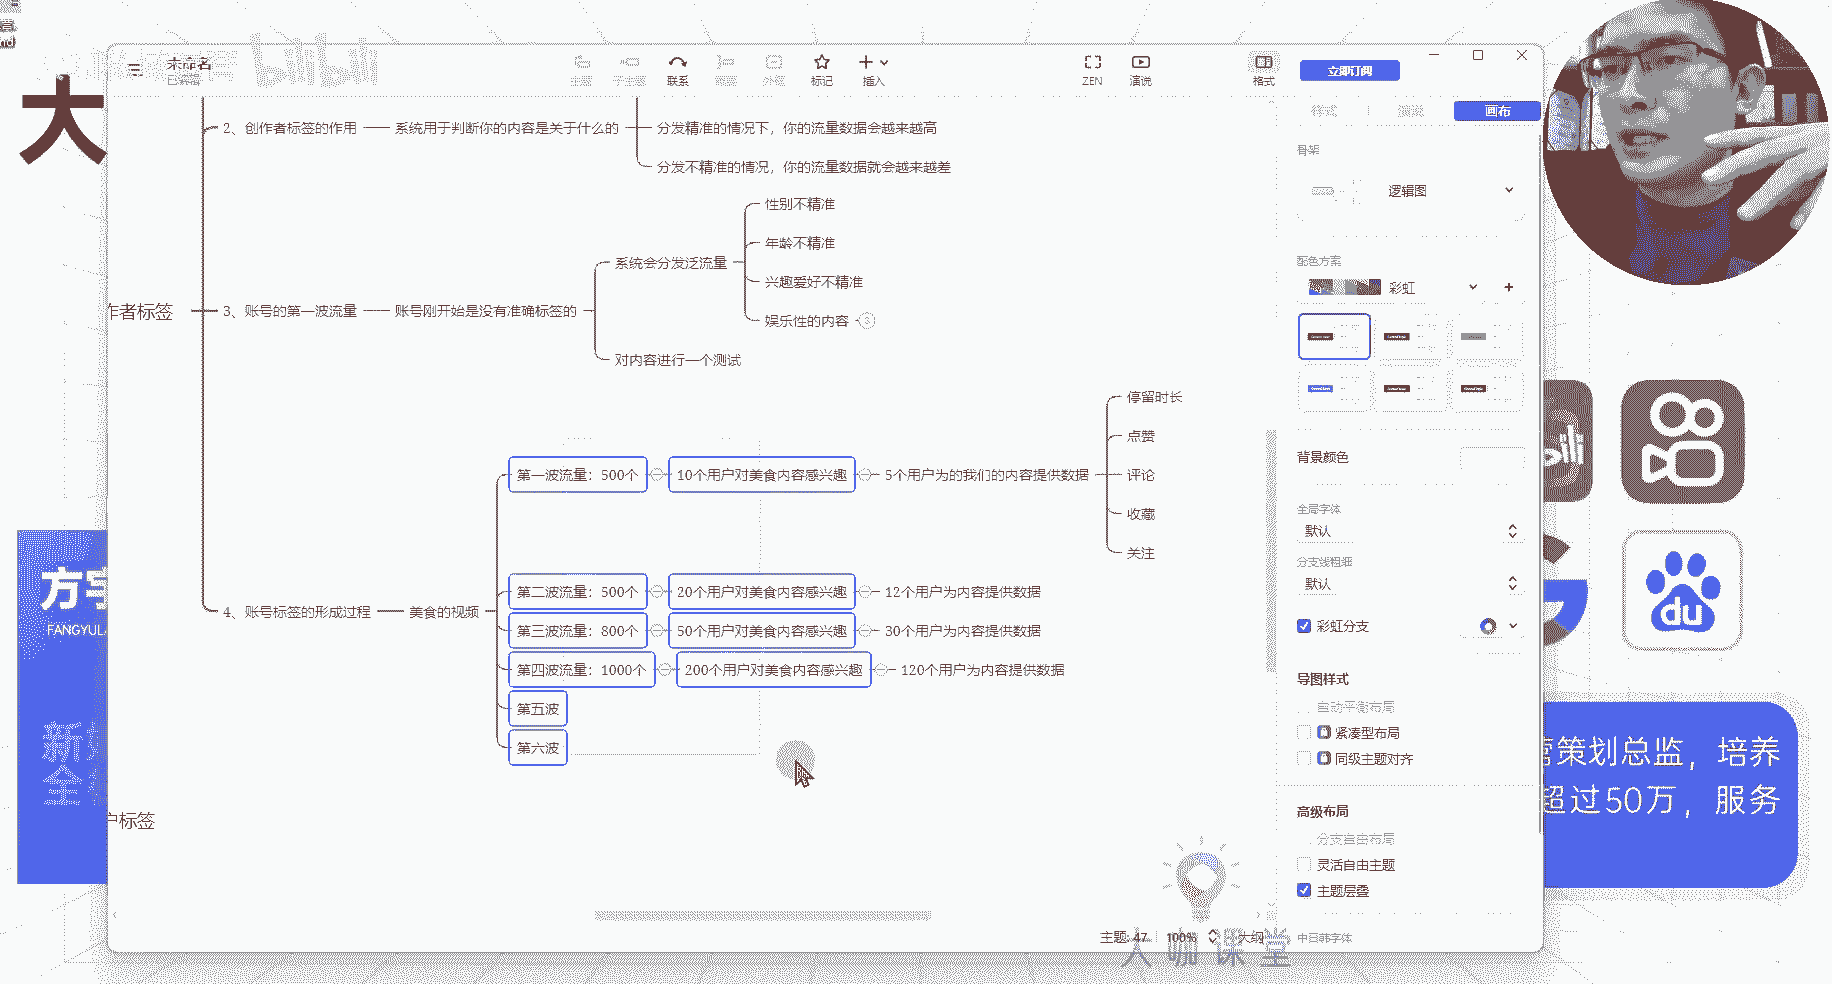 大
bilibili
未命名
已编辑
主题
子主题
联系
概要
外框
标记
插入
ZEN
演说
格式
立即订阅
样式
演说
画布
2、创作者标签的作用
系统用于判断你的内容是关于什么的
分发精准的情况下，你的流量数据会越来越高
分发不精准的情况，你的流量数据就会越来越差
作者标签
3、账号的第一波流量
账号刚开始是没有准确标签的
系统会分发泛流量
性别不精准
年龄不精准
兴趣爱好不精准
娱乐性的内容
3
对内容进行一个测试
4、账号标签的形成过程
美食的视频
第一波流量：500个
10个用户对美食内容感兴趣
5个用户为的我们的内容提供数据
停留时长
点赞
评论
收藏
关注
第二波流量：500个
20个用户对美食内容感兴趣
12个用户为内容提供数据
第三波流量：800个
50个用户对美食内容感兴趣
30个用户为内容提供数据
第四波流量：1000个
200个用户对美食内容感兴趣
120个用户为内容提供数据
第五波
第六波
户标签
骨架
逻辑图
配色方案
彩虹
背景颜色
全局字体
默认
分支线粗细
默认
彩虹分支
导图样式
自动平衡布局
紧凑型布局
同级主题对齐
高级布局
分支自由布局
灵活自由主题
主题层叠
中日韩字体
主题: 47
100%
大纲
大咖课堂
方宇
FANGYUL
新
全
du
营策划总监，培养
超过50万，服务